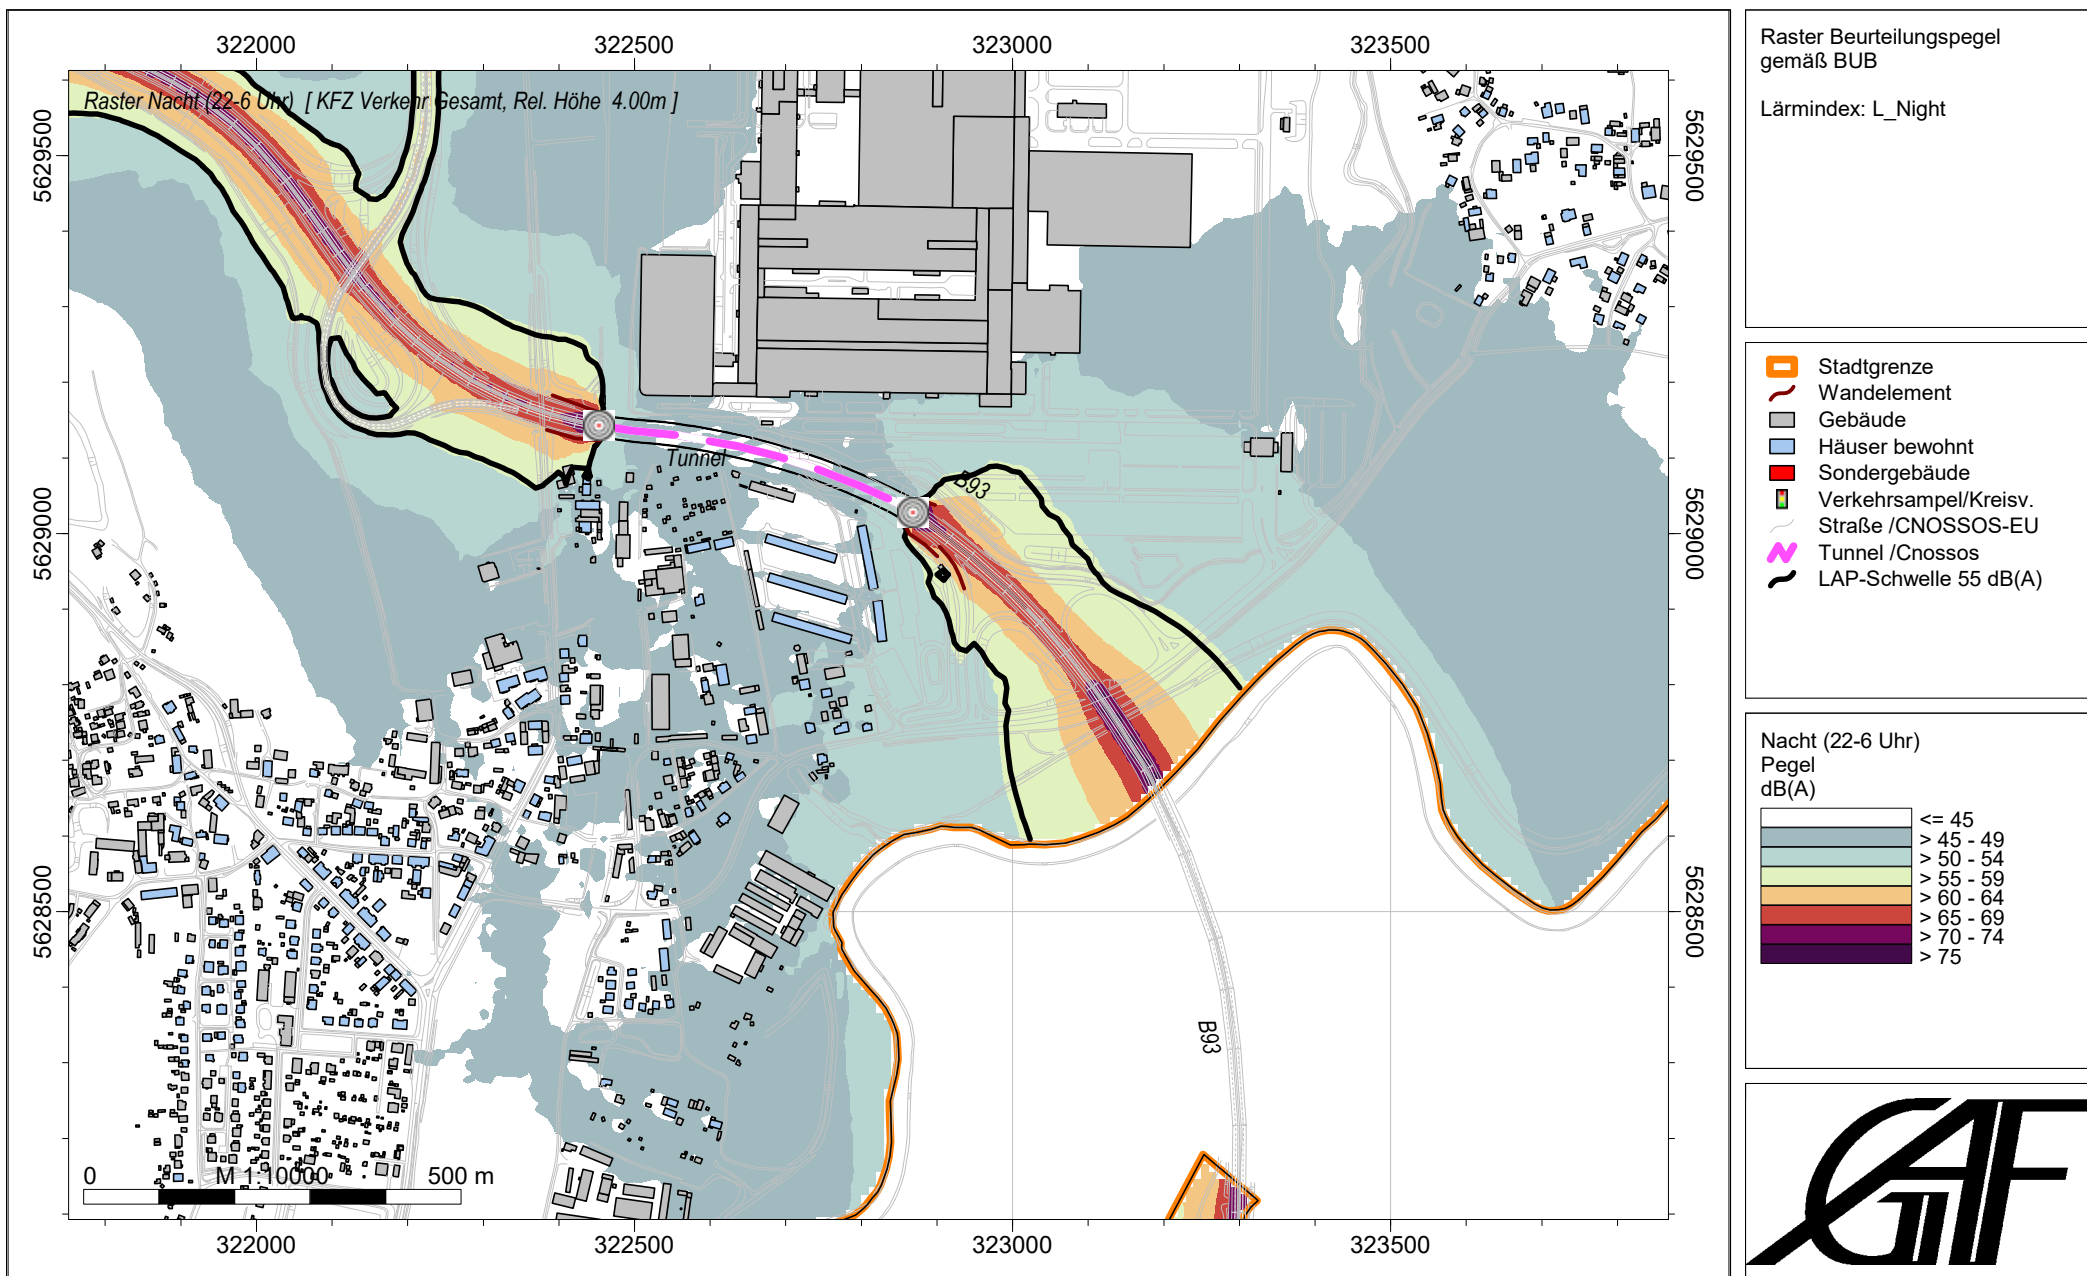 322000 322500 323000 323500
Raster Nacht (22-6 Uhr) [ KFZ Verkehr Gesamt, Rel. Höhe 4.00m ]
5629500
5629500
Tunnel
B93
5629000
5629000
5628500
5628500
B93
0 M 1:10000 500 m
322000 322500 323000 323500
Raster Beurteilungspegel
gemäß BUB
Lärmindex: L_Night
Stadtgrenze
Wandelement
Gebäude
Häuser bewohnt
Sondergebäude
Verkehrsampel/Kreisv.
Straße /CNOSSOS-EU
Tunnel /Cnossos
LAP-Schwelle 55 dB(A)
Nacht (22-6 Uhr)
Pegel
dB(A)
<= 45
> 45 - 49
> 50 - 54
> 55 - 59
> 60 - 64
> 65 - 69
> 70 - 74
> 75
GAF